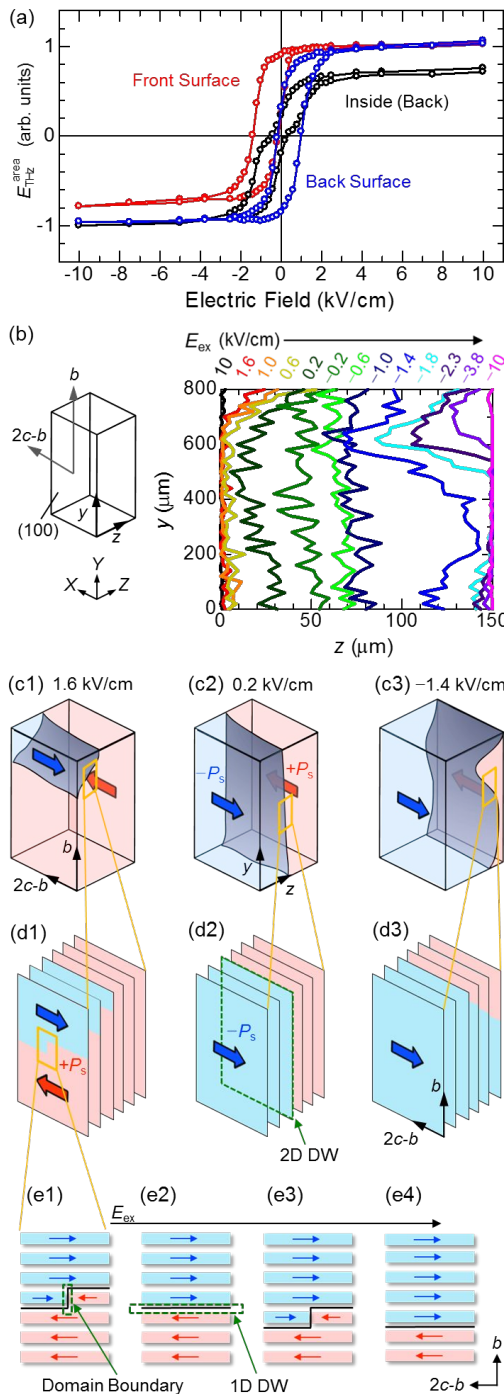 (a)
1
0
-1
E_THz^area (arb. units)
Front Surface
Inside (Back)
Back Surface
-10 -8 -6 -4 -2 0 2 4 6 8 10
Electric Field (kV/cm)
(b)
E_ex (kV/cm)
10 1.6 1.0 0.6 0.2 −0.2 −0.6 −1.0 −1.4 −1.8 −2.3 −3.8 −10
b
2c-b
(100)
y
z
Y
X Z
800
600
400
200
0
y (μm)
0 50 100 150
z (μm)
(c1) 1.6 kV/cm
(c2) 0.2 kV/cm
(c3) −1.4 kV/cm
−P_s
+P_s
b
2c-b
y
z
(d1)
(d2)
(d3)
+P_s
−P_s
b
2c-b
2D DW
(e1)
(e2)
(e3)
(e4)
E_ex
Domain Boundary
1D DW
b
2c-b